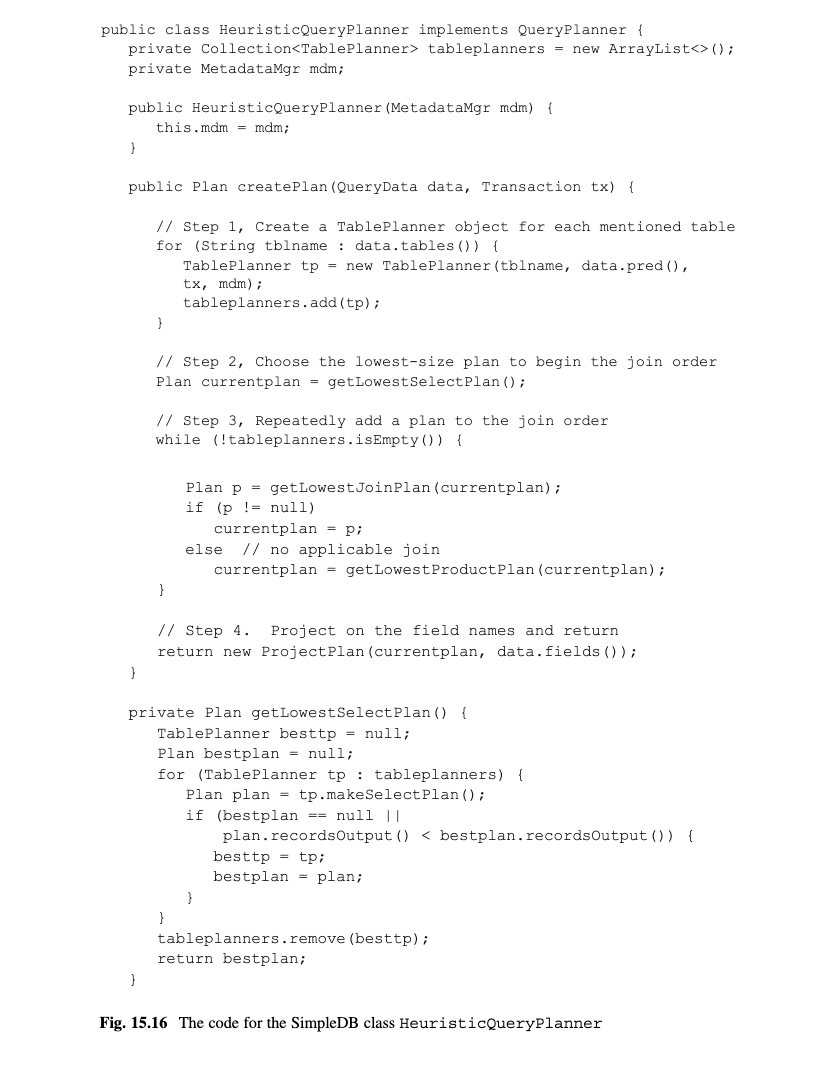 public class HeuristicQueryPlanner implements QueryPlanner {
   private Collection<TablePlanner> tableplanners = new ArrayList<>();
   private MetadataMgr mdm;

   public HeuristicQueryPlanner(MetadataMgr mdm) {
      this.mdm = mdm;
   }

   public Plan createPlan(QueryData data, Transaction tx) {

      // Step 1, Create a TablePlanner object for each mentioned table
      for (String tblname : data.tables()) {
         TablePlanner tp = new TablePlanner(tblname, data.pred(),
         tx, mdm);
         tableplanners.add(tp);
      }

      // Step 2, Choose the lowest-size plan to begin the join order
      Plan currentplan = getLowestSelectPlan();

      // Step 3, Repeatedly add a plan to the join order
      while (!tableplanners.isEmpty()) {

         Plan p = getLowestJoinPlan(currentplan);
         if (p != null)
            currentplan = p;
         else  // no applicable join
            currentplan = getLowestProductPlan(currentplan);
      }

      // Step 4.  Project on the field names and return
      return new ProjectPlan(currentplan, data.fields());
   }

   private Plan getLowestSelectPlan() {
      TablePlanner besttp = null;
      Plan bestplan = null;
      for (TablePlanner tp : tableplanners) {
         Plan plan = tp.makeSelectPlan();
         if (bestplan == null ||
             plan.recordsOutput() < bestplan.recordsOutput()) {
            besttp = tp;
            bestplan = plan;
         }
      }
      tableplanners.remove(besttp);
      return bestplan;
   }

Fig. 15.16 The code for the SimpleDB class HeuristicQueryPlanner